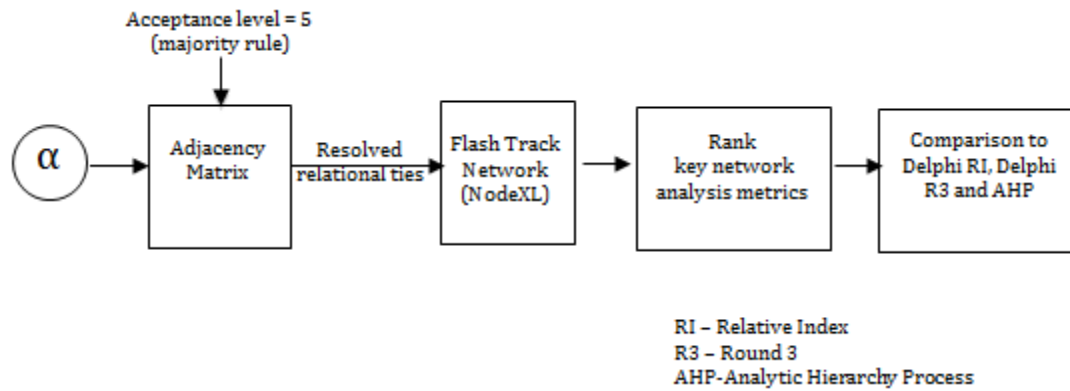 Acceptance level = 5
(majority rule)
α
Adjacency
Matrix
Resolved
relational ties
Flash Track
Network
(NodeXL)
Rank
key network
analysis metrics
Comparison to
Delphi RI, Delphi
R3 and AHP
RI – Relative Index
R3 – Round 3
AHP-Analytic Hierarchy Process